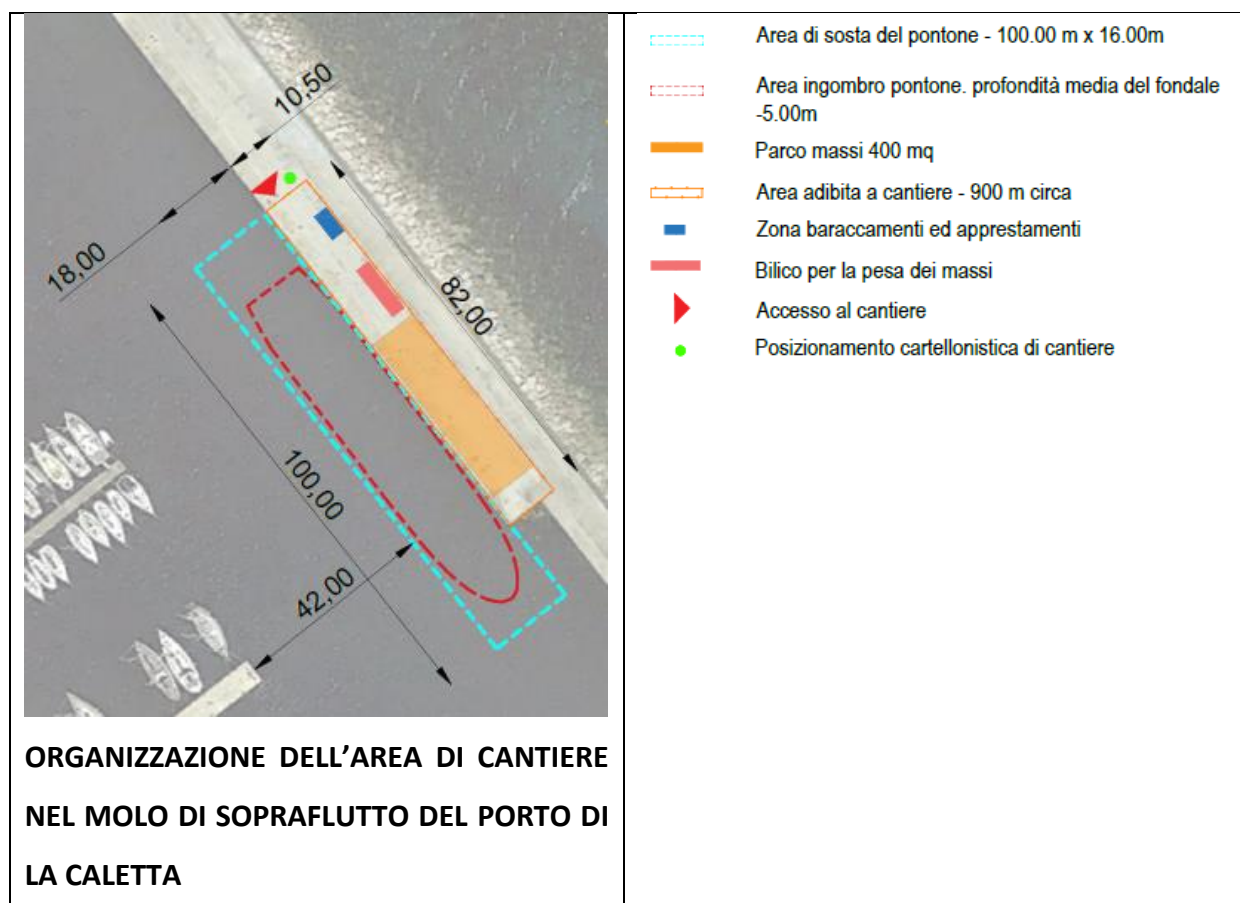 10,50
18,00
82,00
100,00
42,00
ORGANIZZAZIONE DELL’AREA DI CANTIERE
NEL MOLO DI SOPRAFLUTTO DEL PORTO DI
LA CALETTA
Area di sosta del pontone - 100.00 m x 16.00m
Area ingombro pontone. profondità media del fondale
-5.00m
Parco massi 400 mq
Area adibita a cantiere - 900 m circa
Zona baraccamenti ed apprestamenti
Bilico per la pesa dei massi
Accesso al cantiere
Posizionamento cartellonistica di cantiere